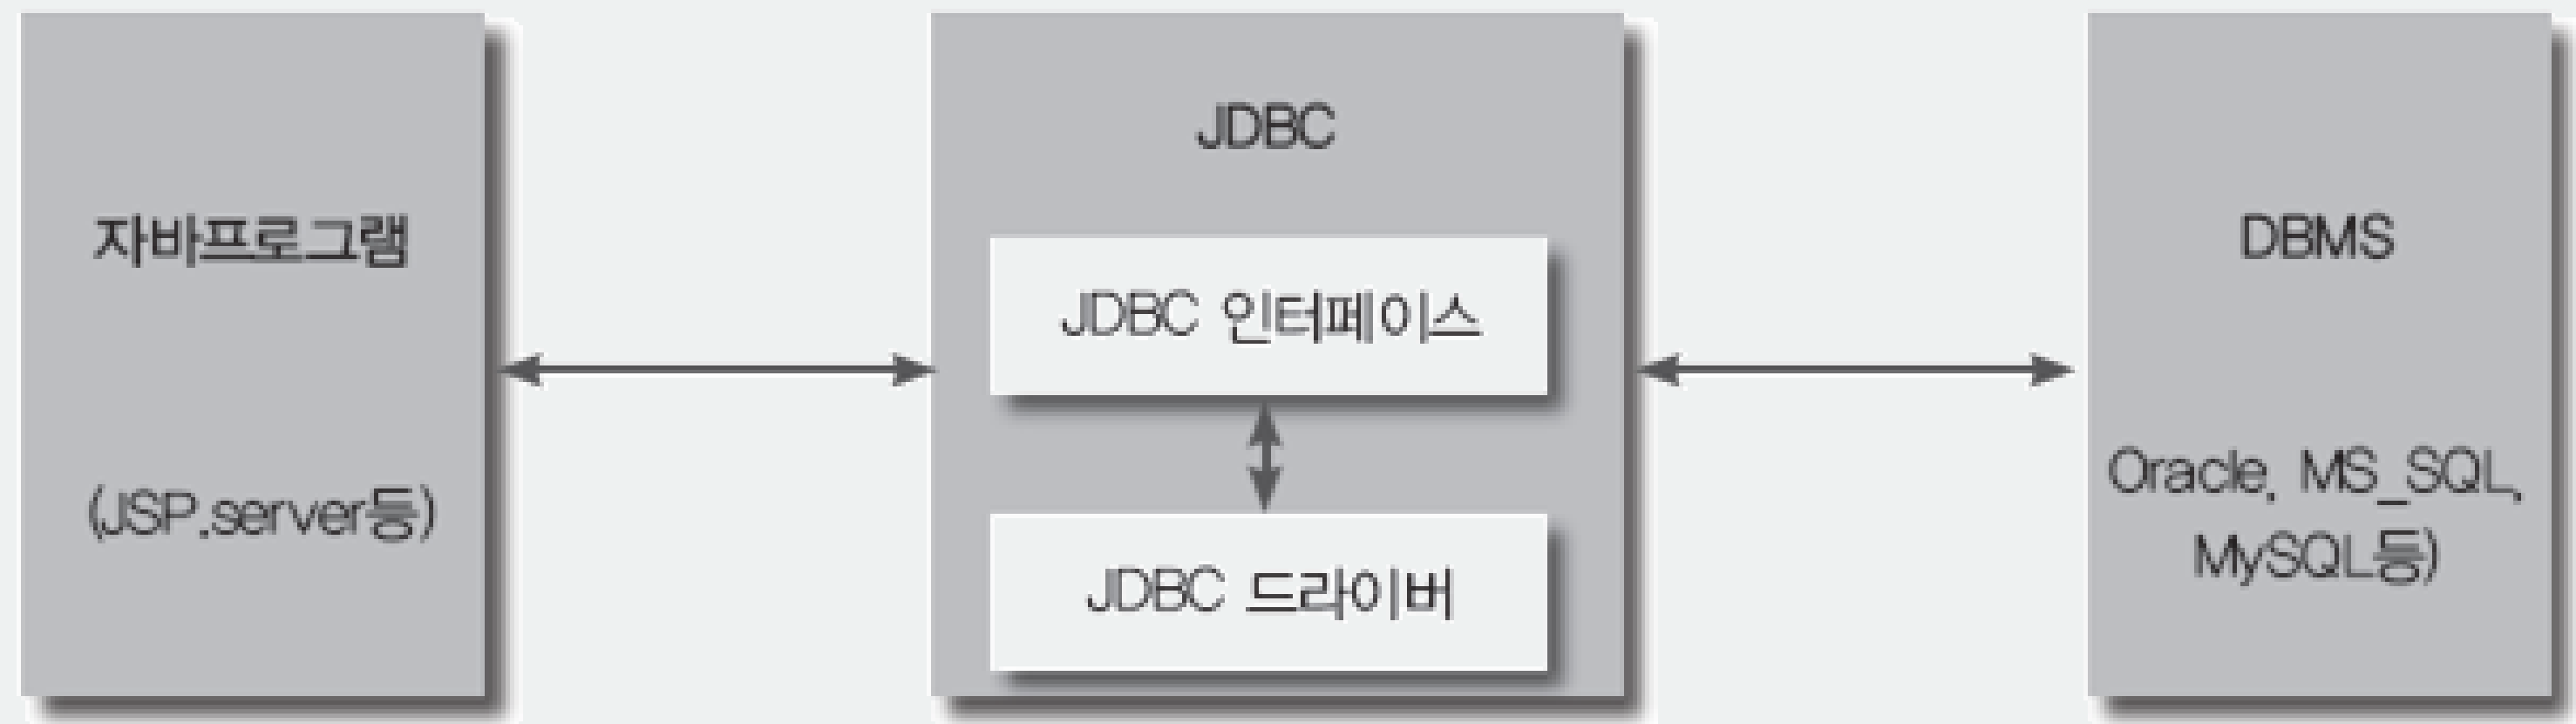 자바프로그램
(JSP.server등)
JDBC
JDBC 인터페이스
JDBC 드라이버
DBMS
Oracle, MS_SQL,
MySQL등)